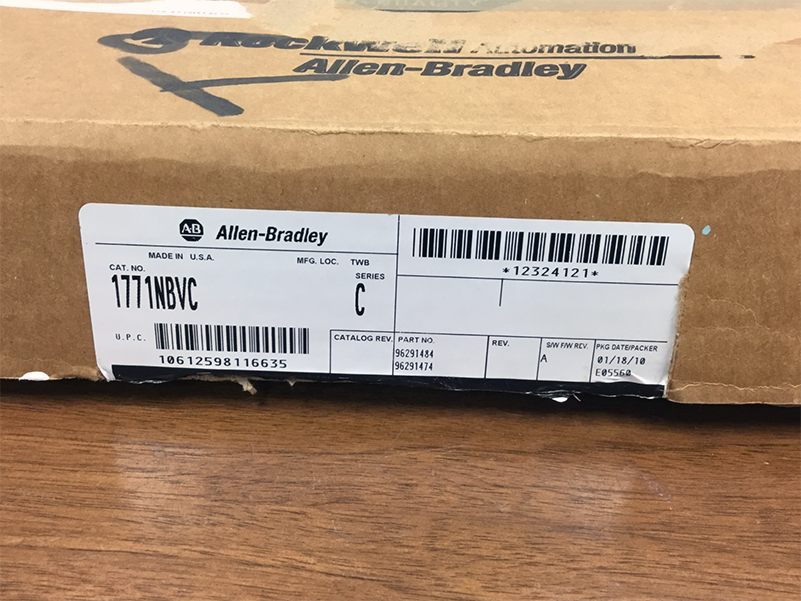 Rockwell Automation
Allen-Bradley
AB Allen-Bradley
MADE IN U.S.A. MFG. LOC. TWB
CAT. NO. SERIES
1771NBVC C
U.P.C.
10612598116635
*12324121*
CATALOG REV. PART NO. REV. S/W F/W REV. PKG DATE/PACKER
96291484 A 01/18/10
96291474 E05560